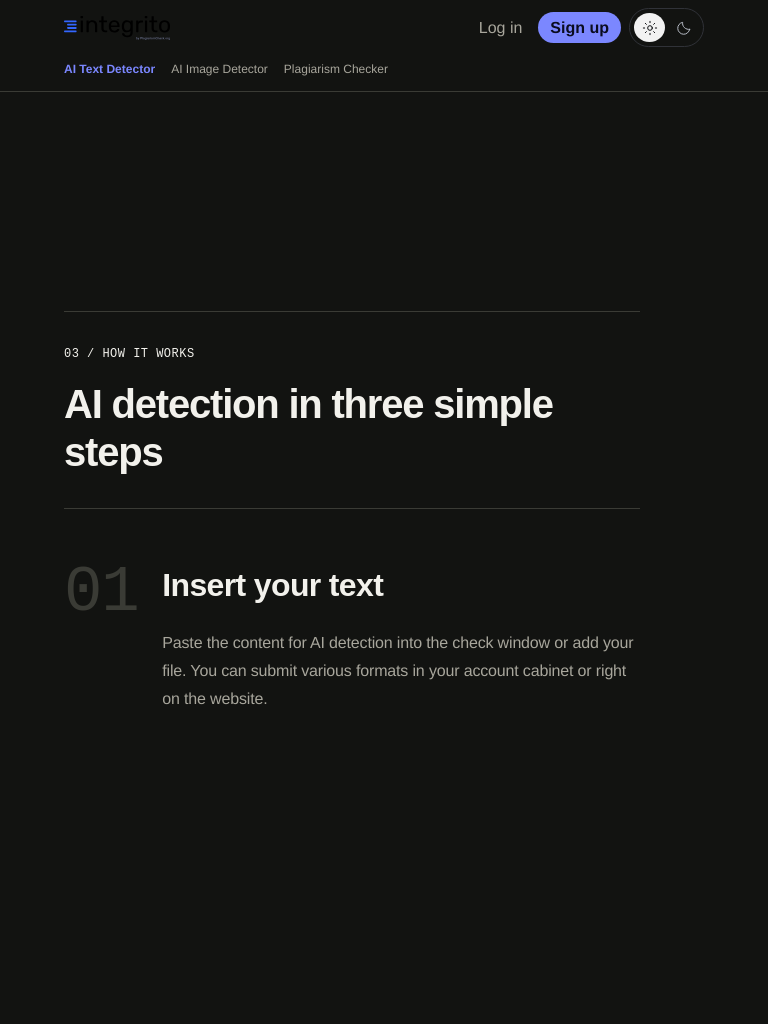 integrito
Log in
Sign up
AI Text Detector
AI Image Detector
Plagiarism Checker
03 / HOW IT WORKS
AI detection in three simple
steps
01
Insert your text
Paste the content for AI detection into the check window or add your
file. You can submit various formats in your account cabinet or right
on the website.